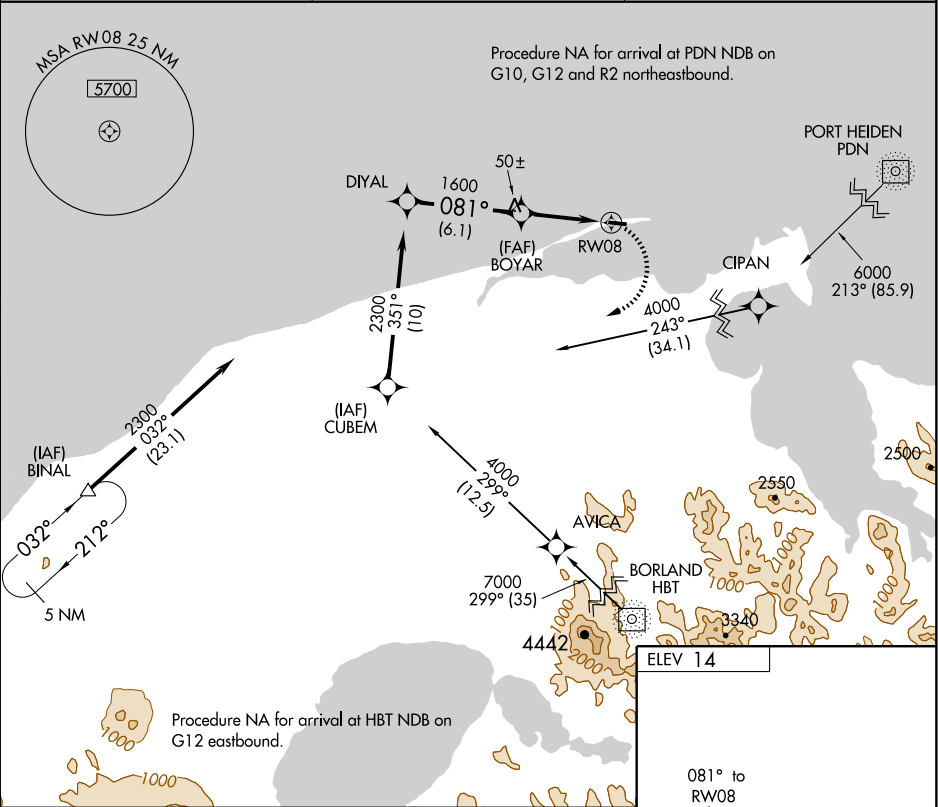 MSA RW08 25 NM
5700
Procedure NA for arrival at PDN NDB on
G10, G12 and R2 northeastbound.
PORT HEIDEN
PDN
50±
DIYAL
1600
081°
(6.1)
(FAF)
BOYAR
RW08
CIPAN
6000
213° (85.9)
4000
243°
(34.1)
2300
351°
(10)
(IAF)
CUBEM
2300
032°
(23.1)
(IAF)
BINAL
032°
212°
5 NM
4000
299°
(12.5)
AVICA
7000
299° (35)
BORLAND
HBT
2500
2550
1000
1000
1000
3340
4442
2000
ELEV 14
Procedure NA for arrival at HBT NDB on
G12 eastbound.
1000
1000
081° to
RW08